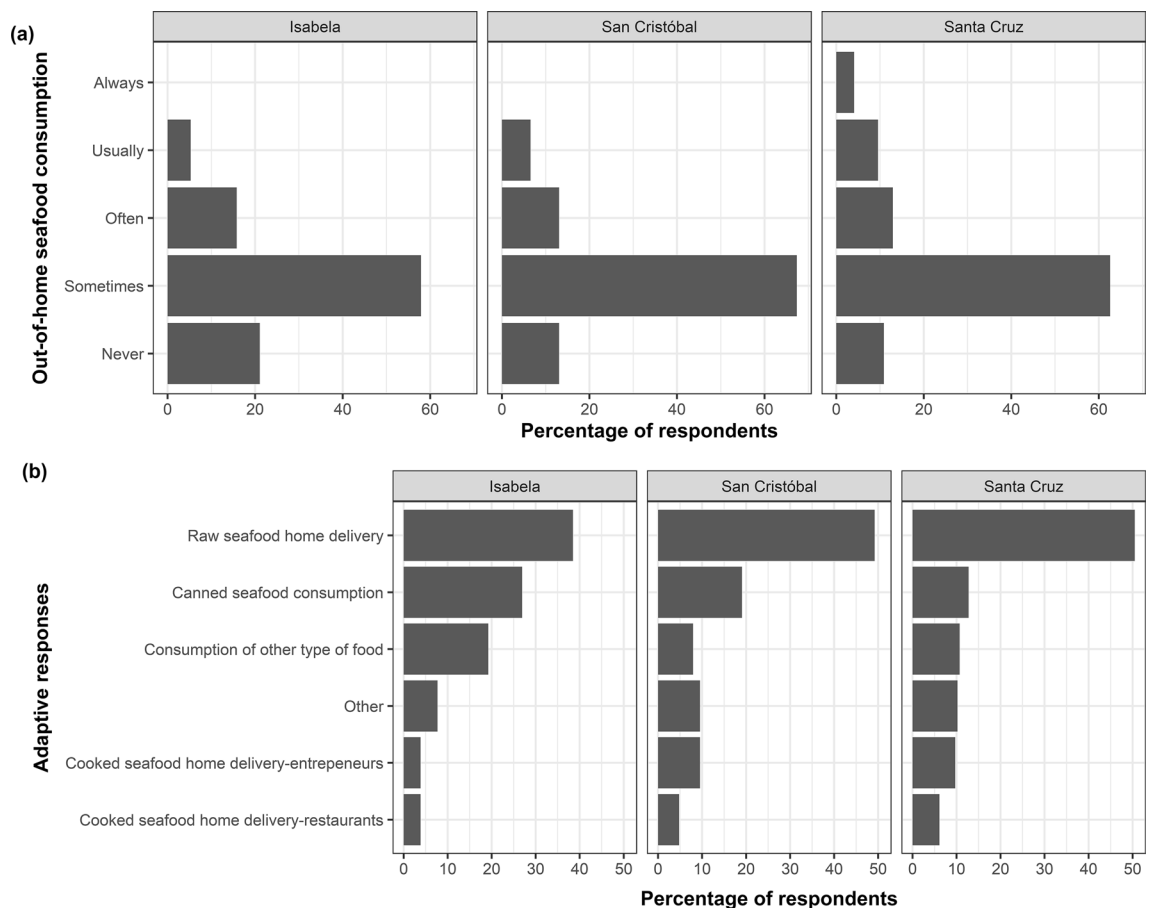 (a)
Isabela San Cristóbal Santa Cruz
Out-of-home seafood consumption
Always
Usually
Often
Sometimes
Never
0 20 40 60 0 20 40 60 0 20 40 60
Percentage of respondents
(b)
Isabela San Cristóbal Santa Cruz
Adaptive responses
Raw seafood home delivery
Canned seafood consumption
Consumption of other type of food
Other
Cooked seafood home delivery-entrepeneurs
Cooked seafood home delivery-restaurants
0 10 20 30 40 50 0 10 20 30 40 50 0 10 20 30 40 50
Percentage of respondents